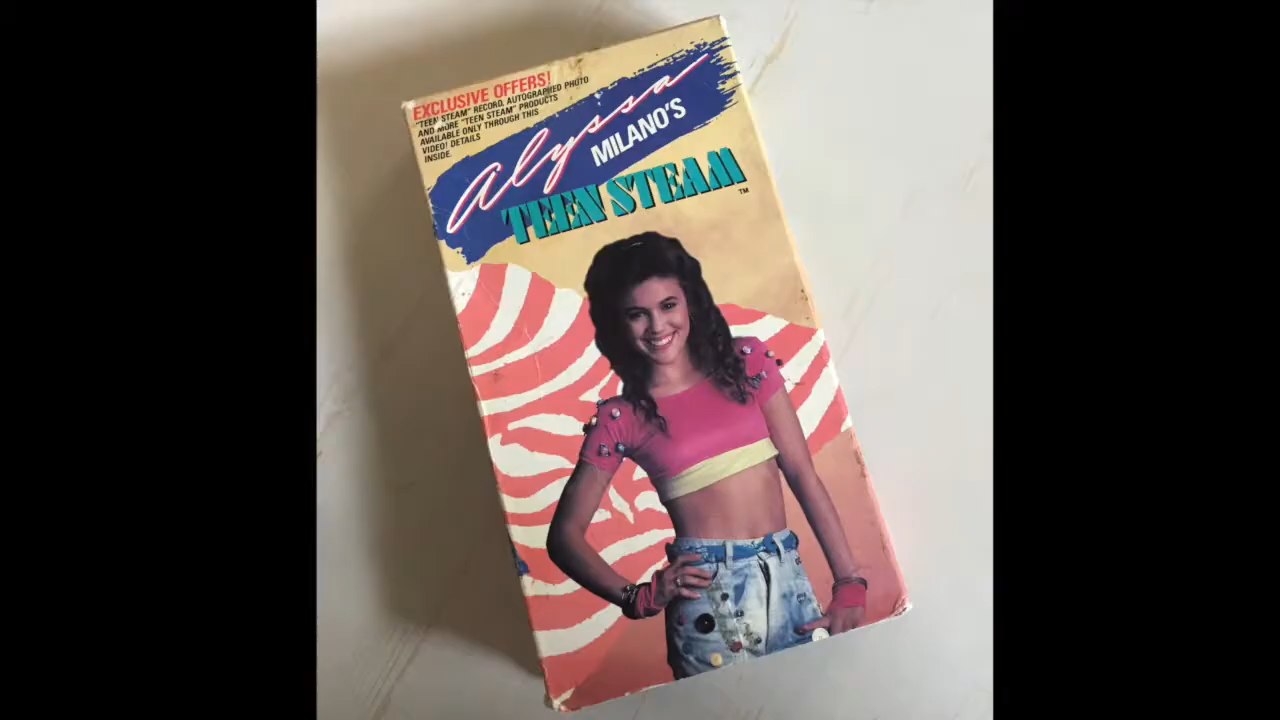 EXCLUSIVE OFFERS!
"TEEN STEAM" RECORD, AUTOGRAPHED PHOTO
AND MORE "TEEN STEAM" PRODUCTS
AVAILABLE ONLY THROUGH THIS
VIDEO! DETAILS
INSIDE.
Alyssa
MILANO'S
TEEN STEAM
TM